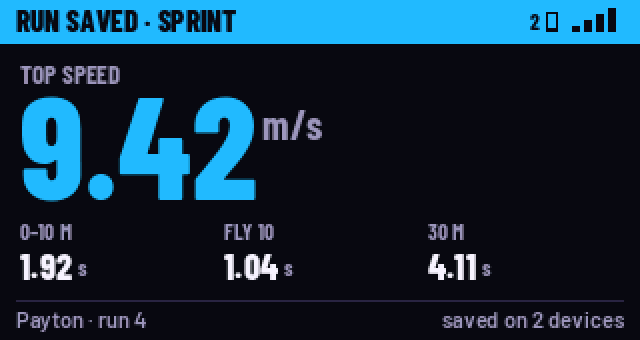 RUN SAVED · SPRINT 2
TOP SPEED
9.42 m/s
0-10 M FLY 10 30 M
1.92 s 1.04 s 4.11 s
Payton · run 4 saved on 2 devices